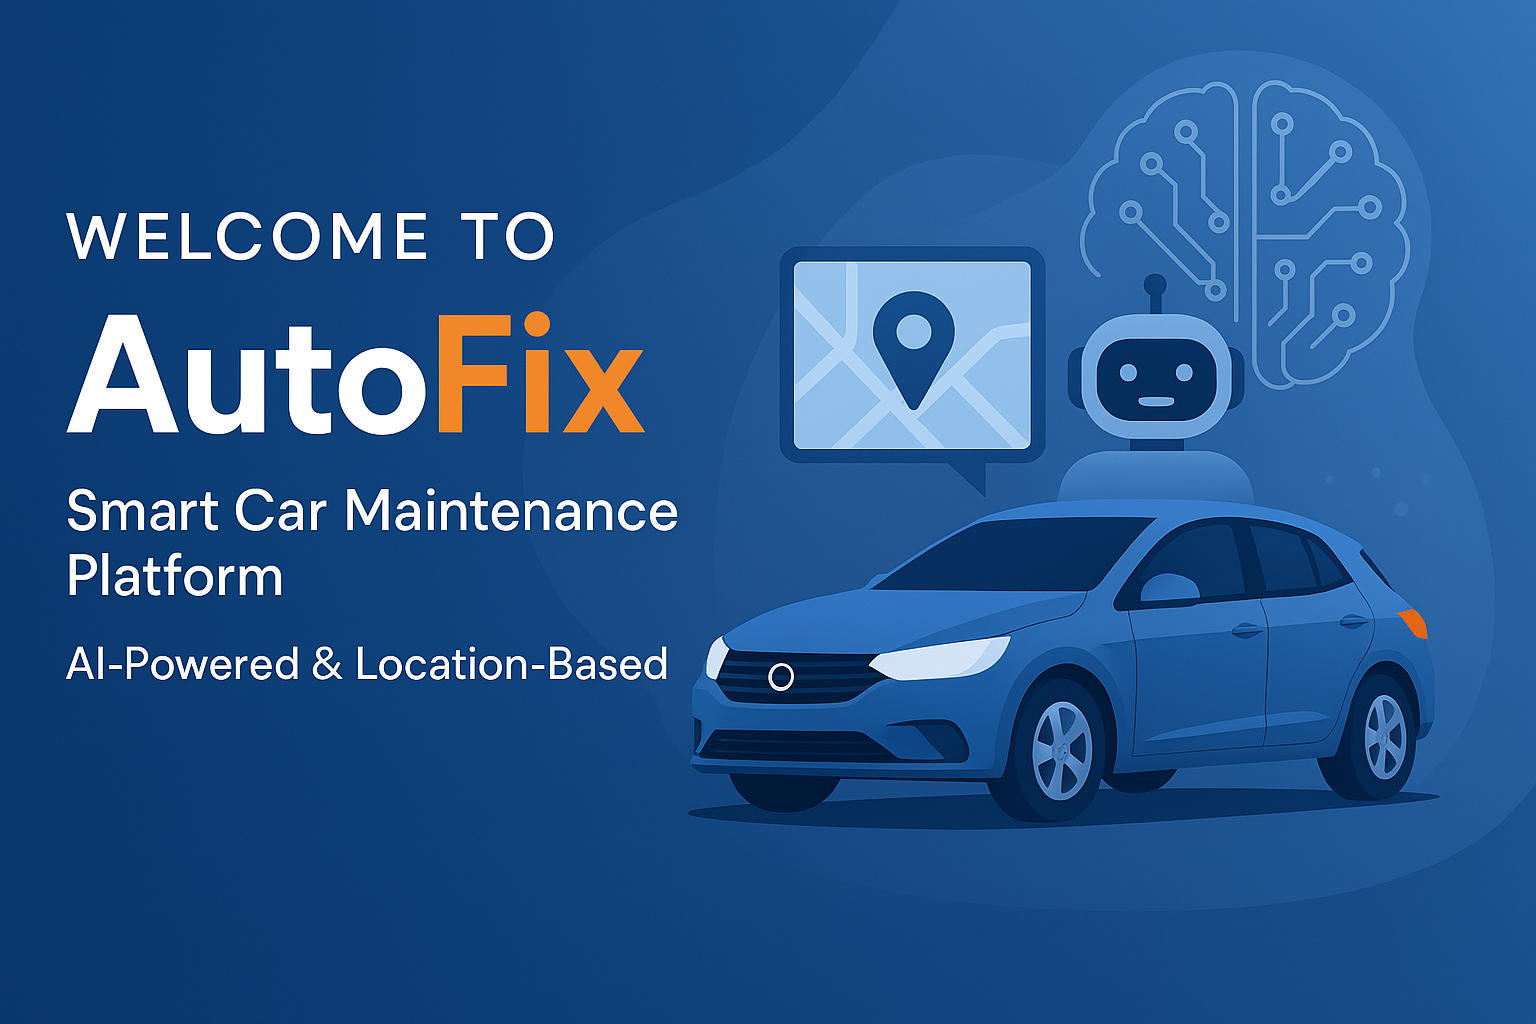 WELCOME TO
AutoFix
Smart Car Maintenance
Platform
AI-Powered & Location-Based